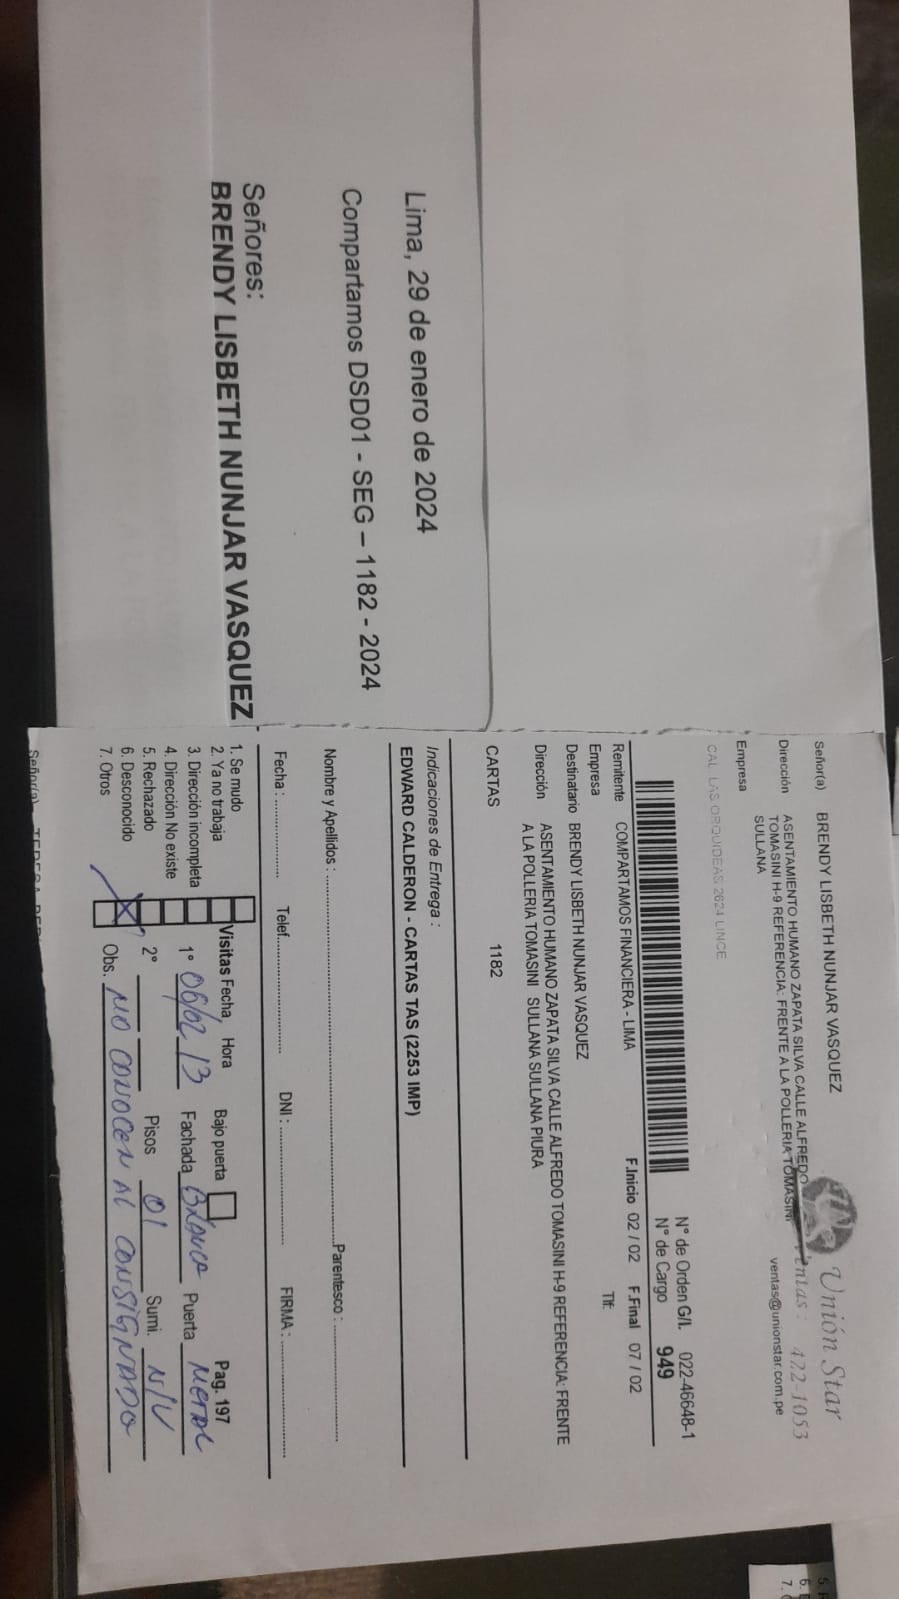 Lima, 29 de enero de 2024
Compartamos DSD01 - SEG – 1182 - 2024
Señores:
BRENDY LISBETH NUNJAR VASQUEZ
Unión Star
Ventas: 422-1053
ventas@unionstar.com.pe
Señor(a) BRENDY LISBETH NUNJAR VASQUEZ
Dirección ASENTAMIENTO HUMANO ZAPATA SILVA CALLE ALFREDO
TOMASINI H-9 REFERENCIA: FRENTE A LA POLLERIA TOMASINI
SULLANA
Empresa
CAL. LAS ORQUIDEAS 2624 LINCE
N° de Orden G/l. 022-46648-1
N° de Cargo 949
Remitente COMPARTAMOS FINANCIERA - LIMA F.Inicio 02 / 02 F.Final 07 / 02
Empresa Tlf:
Destinatario BRENDY LISBETH NUNJAR VASQUEZ
Dirección ASENTAMIENTO HUMANO ZAPATA SILVA CALLE ALFREDO TOMASINI H-9 REFERENCIA: FRENTE
A LA POLLERIA TOMASINI SULLANA SULLANA PIURA
CARTAS 1182
Indicaciones de Entrega :
EDWARD CALDERON - CARTAS TAS (2253 IMP)
Nombre y Apellidos : Parentesco :
Fecha : Telef. DNI : FIRMA :
1. Se mudo
2. Ya no trabaja Visitas Fecha Hora Bajo puerta Pag. 197
3. Dirección incompleta 1° 06/02 13 Fachada Blanca Puerta METAL
4. Dirección No existe
5. Rechazado 2° Pisos 01 Sumi. N/V
6. Desconocido
7. Otros Obs. NO CONOCEN AL CONSIGNADO